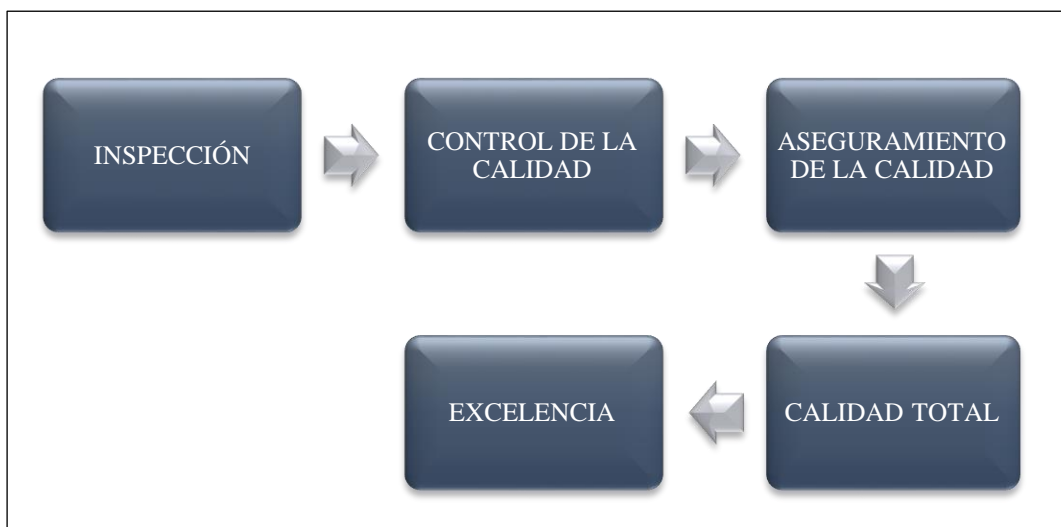 INSPECCIÓN
CONTROL DE LA
CALIDAD
ASEGURAMIENTO
DE LA CALIDAD
CALIDAD TOTAL
EXCELENCIA